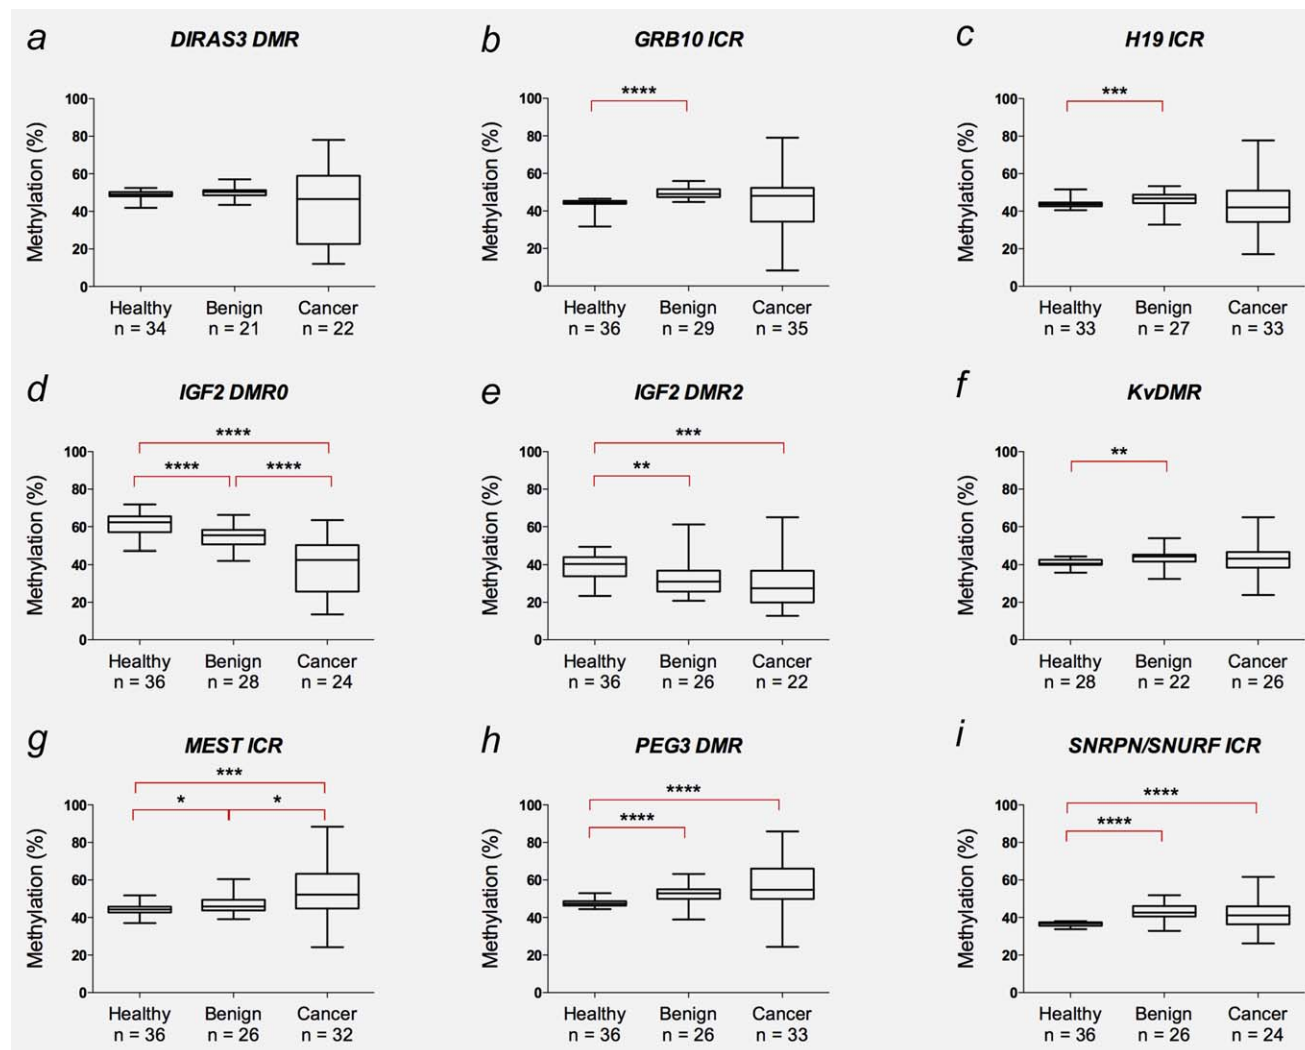 a DIRAS3 DMR
Methylation (%)
100
80
60
40
20
0
Healthy Benign Cancer
n = 34 n = 21 n = 22
b GRB10 ICR
****
Methylation (%)
100
80
60
40
20
0
Healthy Benign Cancer
n = 36 n = 29 n = 35
c H19 ICR
***
Methylation (%)
100
80
60
40
20
0
Healthy Benign Cancer
n = 33 n = 27 n = 33
d IGF2 DMR0
****
**** ****
Methylation (%)
100
80
60
40
20
0
Healthy Benign Cancer
n = 36 n = 28 n = 24
e IGF2 DMR2
***
**
Methylation (%)
100
80
60
40
20
0
Healthy Benign Cancer
n = 36 n = 26 n = 22
f KvDMR
**
Methylation (%)
100
80
60
40
20
0
Healthy Benign Cancer
n = 28 n = 22 n = 26
g MEST ICR
***
* *
Methylation (%)
100
80
60
40
20
0
Healthy Benign Cancer
n = 36 n = 26 n = 32
h PEG3 DMR
****
****
Methylation (%)
100
80
60
40
20
0
Healthy Benign Cancer
n = 36 n = 26 n = 33
i SNRPN/SNURF ICR
****
****
Methylation (%)
100
80
60
40
20
0
Healthy Benign Cancer
n = 36 n = 26 n = 24